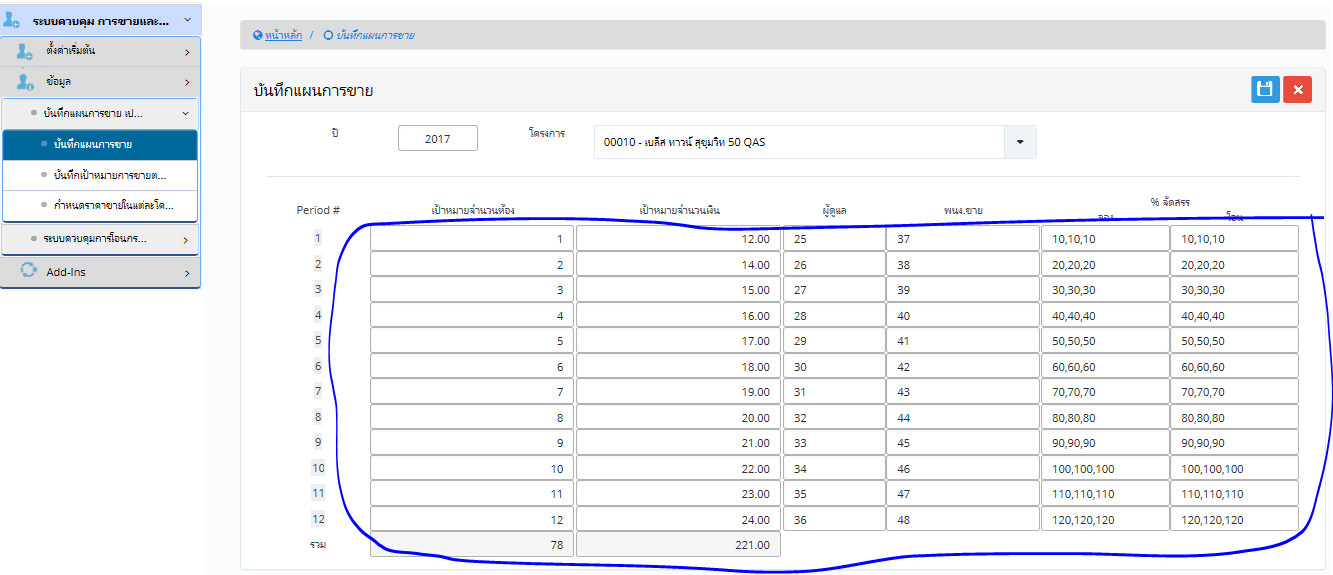 ระบบควบคุม การขายและ...
ตั้งค่าเริ่มต้น
ข้อมูล
บันทึกแผนการขาย เป...
บันทึกแผนการขาย
บันทึกเป้าหมายการขายต...
กำหนดราคาขายในแต่ละโค...
ระบบควบคุมการโอนกร...
Add-Ins
หน้าหลัก / บันทึกแผนการขาย
บันทึกแผนการขาย
ปี 2017 โครงการ 00010 - เบลิส ทาวน์ สุขุมวิท 50 QAS
Period # เป้าหมายจำนวนห้อง เป้าหมายจำนวนเงิน ผู้ดูแล พนง.ขาย % จัดสรร
จอง โอน
1 1 12.00 25 37 10,10,10 10,10,10
2 2 14.00 26 38 20,20,20 20,20,20
3 3 15.00 27 39 30,30,30 30,30,30
4 4 16.00 28 40 40,40,40 40,40,40
5 5 17.00 29 41 50,50,50 50,50,50
6 6 18.00 30 42 60,60,60 60,60,60
7 7 19.00 31 43 70,70,70 70,70,70
8 8 20.00 32 44 80,80,80 80,80,80
9 9 21.00 33 45 90,90,90 90,90,90
10 10 22.00 34 46 100,100,100 100,100,100
11 11 23.00 35 47 110,110,110 110,110,110
12 12 24.00 36 48 120,120,120 120,120,120
รวม 78 221.00